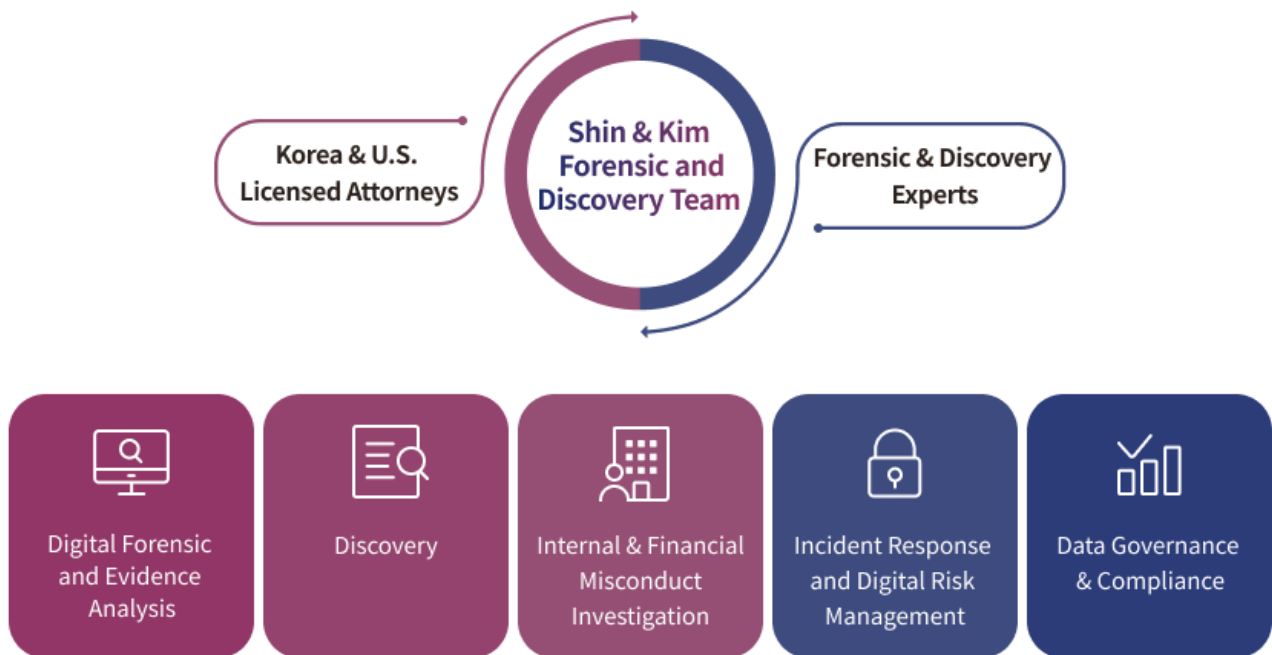 Shin & Kim
Forensic and
Discovery Team
Korea & U.S.
Licensed Attorneys
Forensic & Discovery
Experts
Digital Forensic
and Evidence
Analysis
Discovery
Internal & Financial
Misconduct
Investigation
Incident Response
and Digital Risk
Management
Data Governance
& Compliance